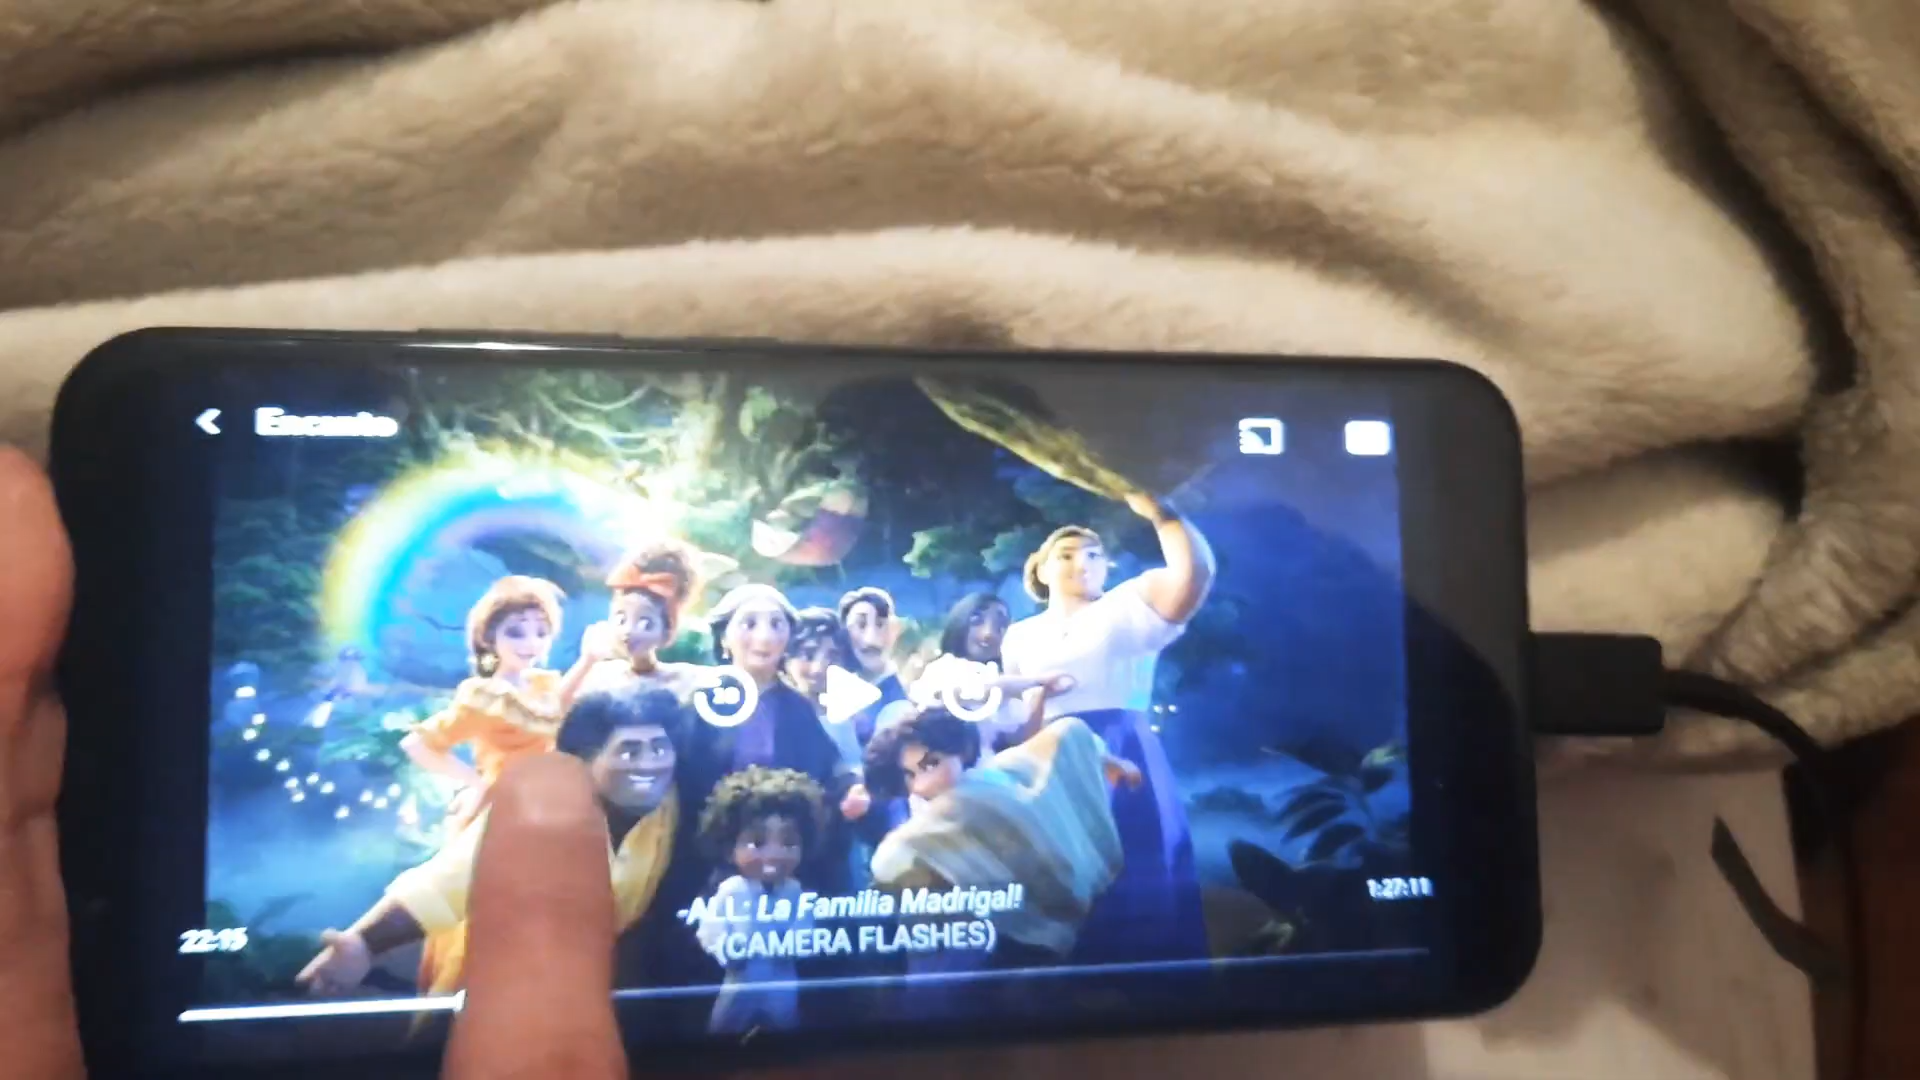 Encanto
-ALL: La Familia Madrigal!
-(CAMERA FLASHES)
22:15
1:27:11